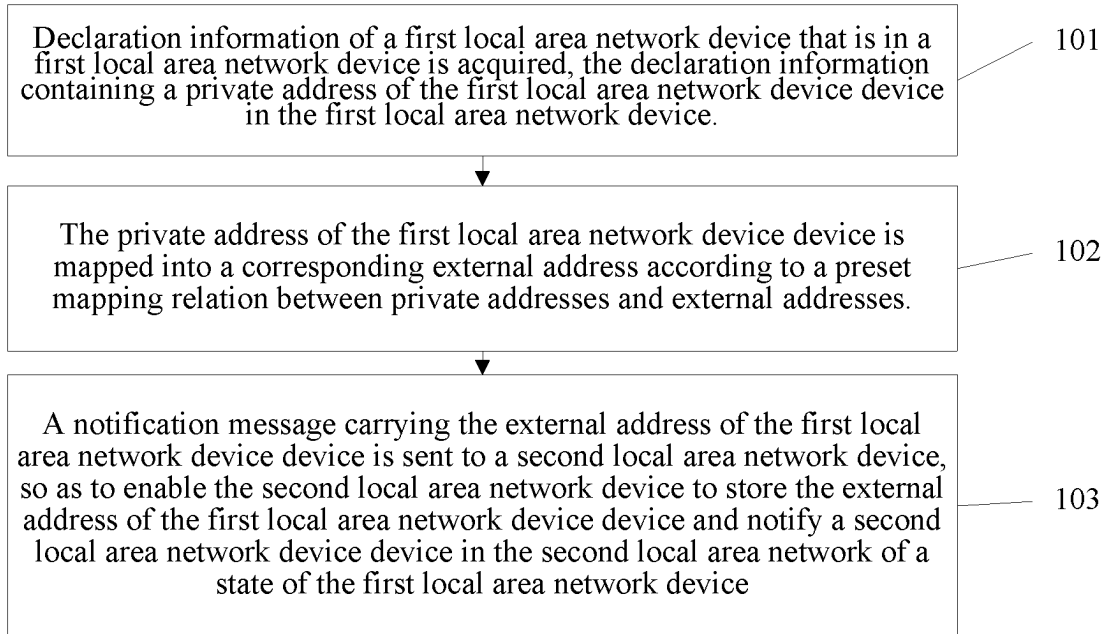 Declaration information of a first local area network device that is in a
first local area network device is acquired, the declaration information
containing a private address of the first local area network device device
in the first local area network device.
101
The private address of the first local area network device device is
mapped into a corresponding external address according to a preset
mapping relation between private addresses and external addresses.
102
A notification message carrying the external address of the first local
area network device device is sent to a second local area network device,
so as to enable the second local area network device to store the external
address of the first local area network device device and notify a second
local area network device device in the second local area network of a
state of the first local area network device
103